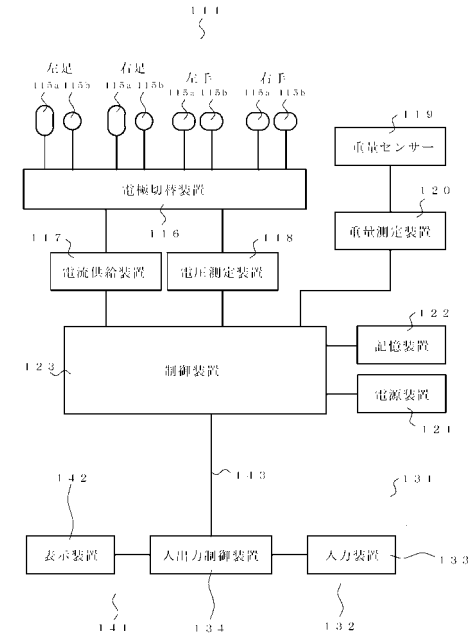 111
左足 右足 左手 右手
115a 115b 115a 115b 115a 115b 115a 115b
119
重量センサー
電極切替装置
120
116
重量測定装置
117 118
電流供給装置 電圧測定装置
122
記憶装置
123
制御装置
電源装置
121
143
142
131
表示装置 入出力制御装置 入力装置
133
141 134 132